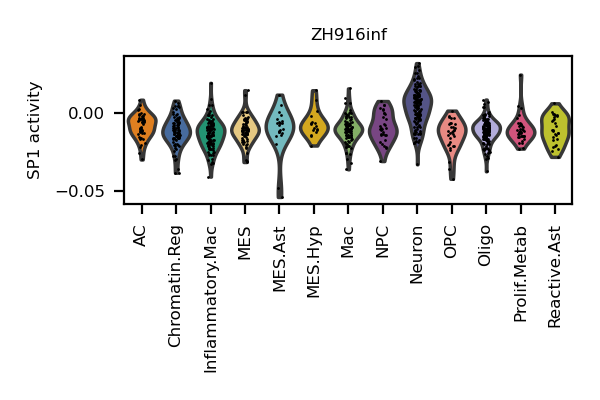 ZH916inf
SP1 activity
0.00
−0.05
AC
Chromatin.Reg
Inflammatory.Mac
MES
MES.Ast
MES.Hyp
Mac
NPC
Neuron
OPC
Oligo
Prolif.Metab
Reactive.Ast